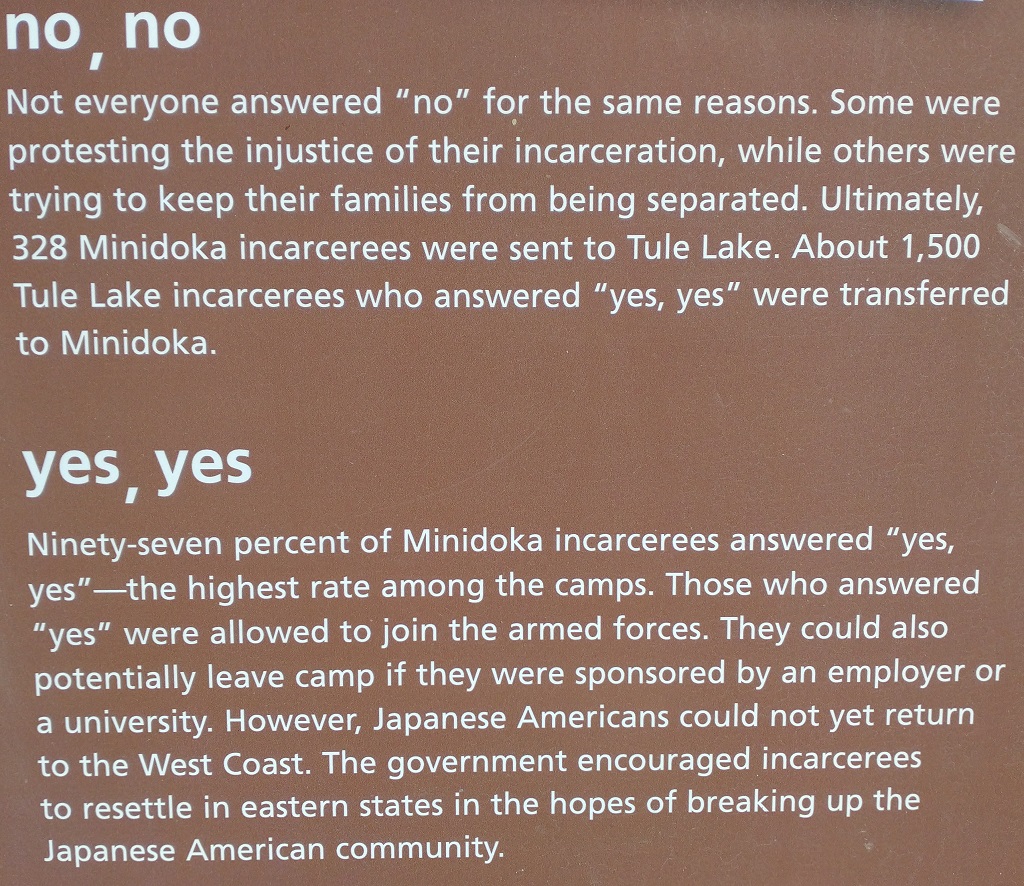 no, no
Not everyone answered “no” for the same reasons. Some were
protesting the injustice of their incarceration, while others were
trying to keep their families from being separated. Ultimately,
328 Minidoka incarcerees were sent to Tule Lake. About 1,500
Tule Lake incarcerees who answered “yes, yes” were transferred
to Minidoka.
yes, yes
Ninety-seven percent of Minidoka incarcerees answered “yes,
yes”—the highest rate among the camps. Those who answered
“yes” were allowed to join the armed forces. They could also
potentially leave camp if they were sponsored by an employer or
a university. However, Japanese Americans could not yet return
to the West Coast. The government encouraged incarcerees
to resettle in eastern states in the hopes of breaking up the
Japanese American community.